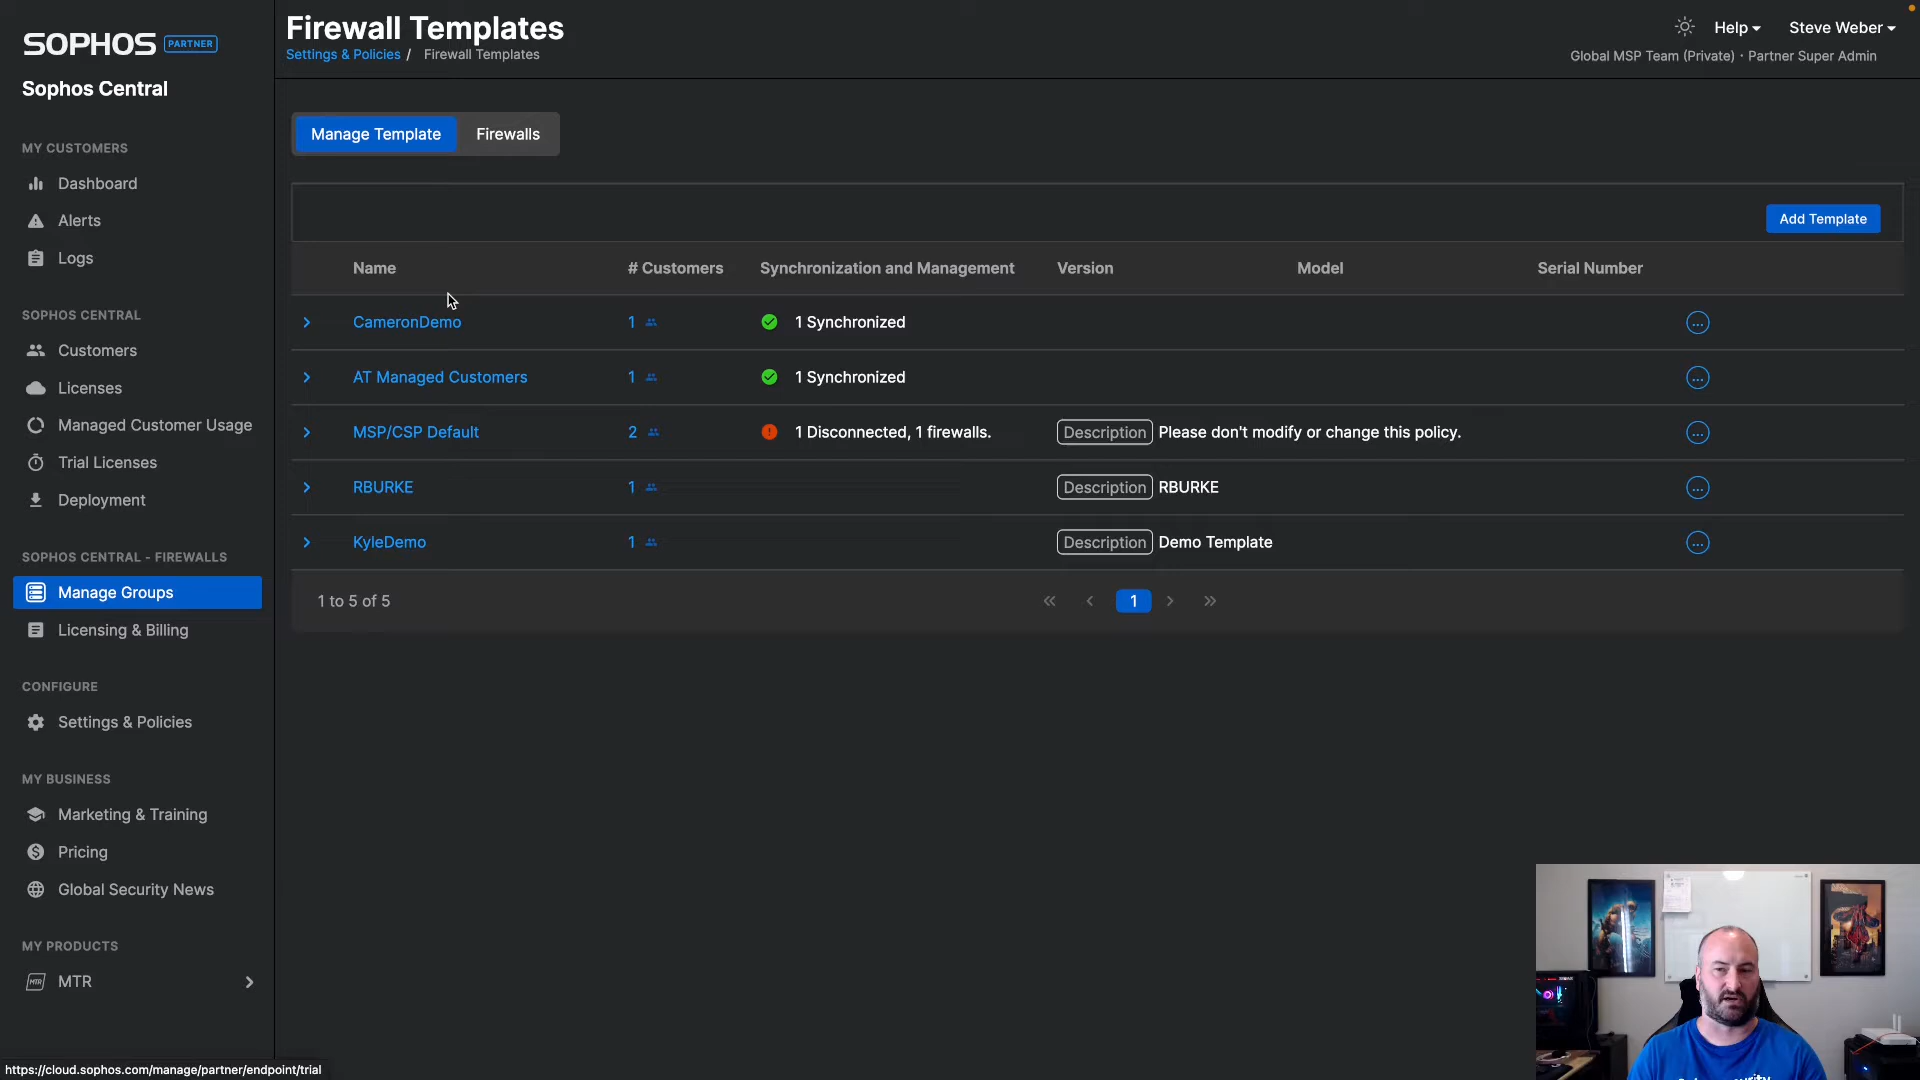 SOPHOS PARTNER
Sophos Central
MY CUSTOMERS
Dashboard
Alerts
Logs
SOPHOS CENTRAL
Customers
Licenses
Managed Customer Usage
Trial Licenses
Deployment
SOPHOS CENTRAL - FIREWALLS
Manage Groups
Licensing & Billing
CONFIGURE
Settings & Policies
MY BUSINESS
Marketing & Training
Pricing
Global Security News
MY PRODUCTS
MTR MTR
https://cloud.sophos.com/manage/partner/endpoint/trial
Firewall Templates
Settings & Policies / Firewall Templates
Help Steve Weber
Global MSP Team (Private) · Partner Super Admin
Manage Template Firewalls
Add Template
Name # Customers Synchronization and Management Version Model Serial Number
CameronDemo 1 1 Synchronized ...
AT Managed Customers 1 1 Synchronized ...
MSP/CSP Default 2 1 Disconnected, 1 firewalls. Description Please don't modify or change this policy. ...
RBURKE 1 Description RBURKE ...
KyleDemo 1 Description Demo Template ...
1 to 5 of 5 « ‹ 1 › »